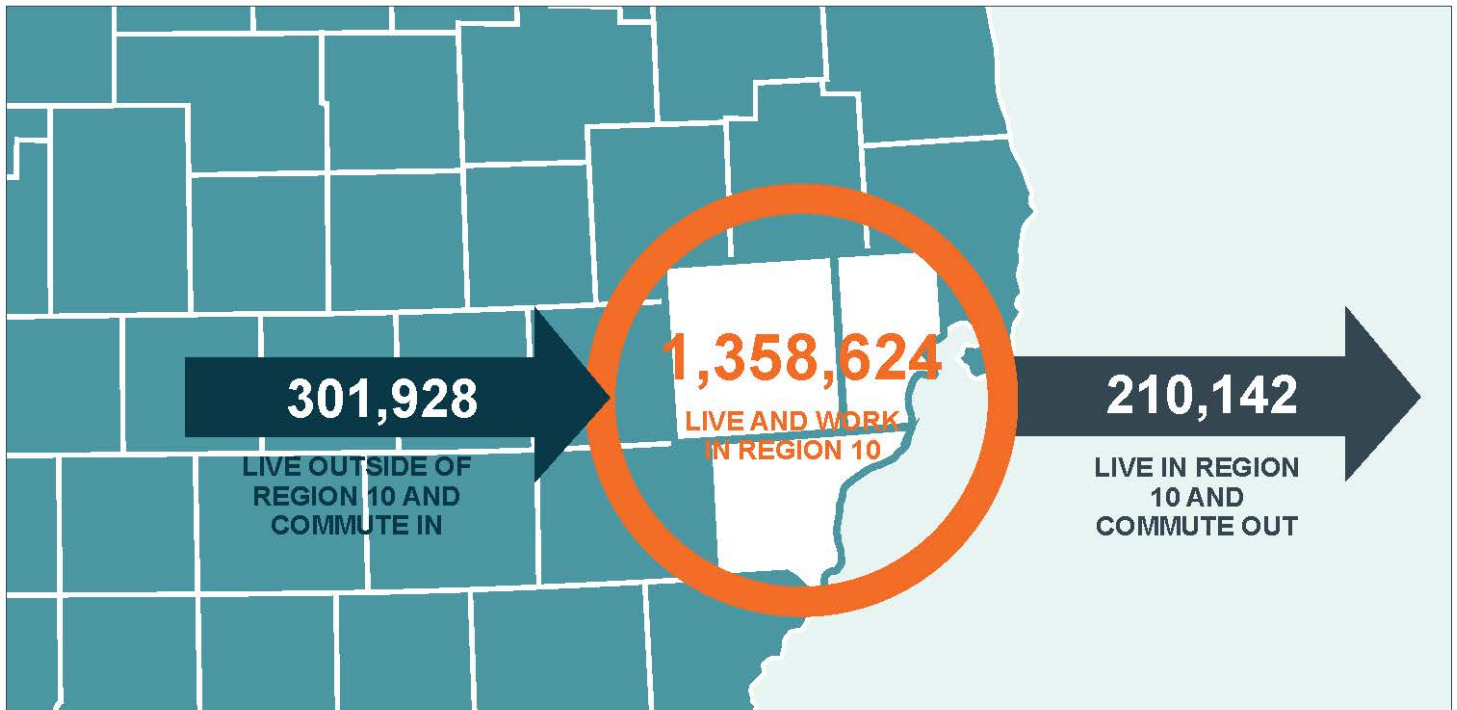 301,928
LIVE OUTSIDE OF
REGION 10 AND
COMMUTE IN
1,358,624
LIVE AND WORK
IN REGION 10
210,142
LIVE IN REGION
10 AND
COMMUTE OUT